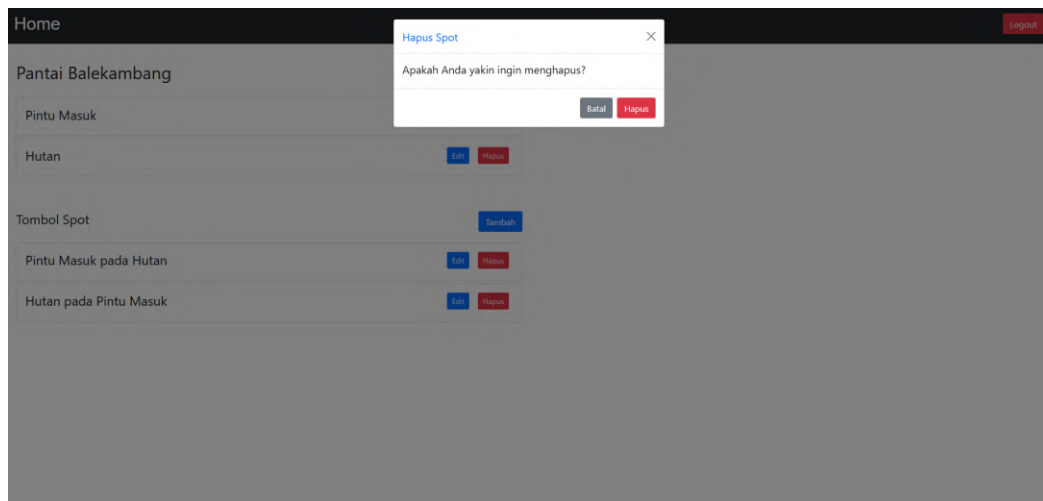 Home
Logout
Hapus Spot
Apakah Anda yakin ingin menghapus?
Batal Hapus
Pantai Balekambang
Pintu Masuk
Hutan Edit Hapus
Tombol Spot Tambah
Pintu Masuk pada Hutan Edit Hapus
Hutan pada Pintu Masuk Edit Hapus